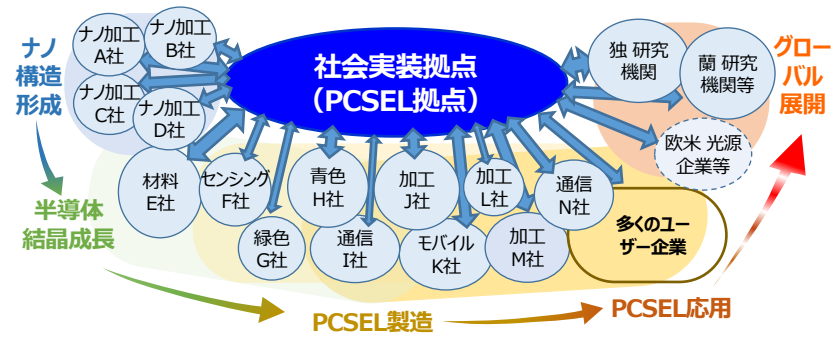 ナノ
構造
形成
ナノ加工
A社
ナノ加工
B社
ナノ加工
C社
ナノ加工
D社
社会実装拠点
（PCSEL拠点）
独 研究
機関
蘭 研究
機関等
欧米 光源
企業等
グロー
バル
展開
材料
E社
センシング
F社
緑色
G社
青色
H社
通信
I社
加工
J社
モバイル
K社
加工
L社
加工
M社
通信
N社
多くのユー
ザー企業
半導体
結晶成長
PCSEL製造
PCSEL応用